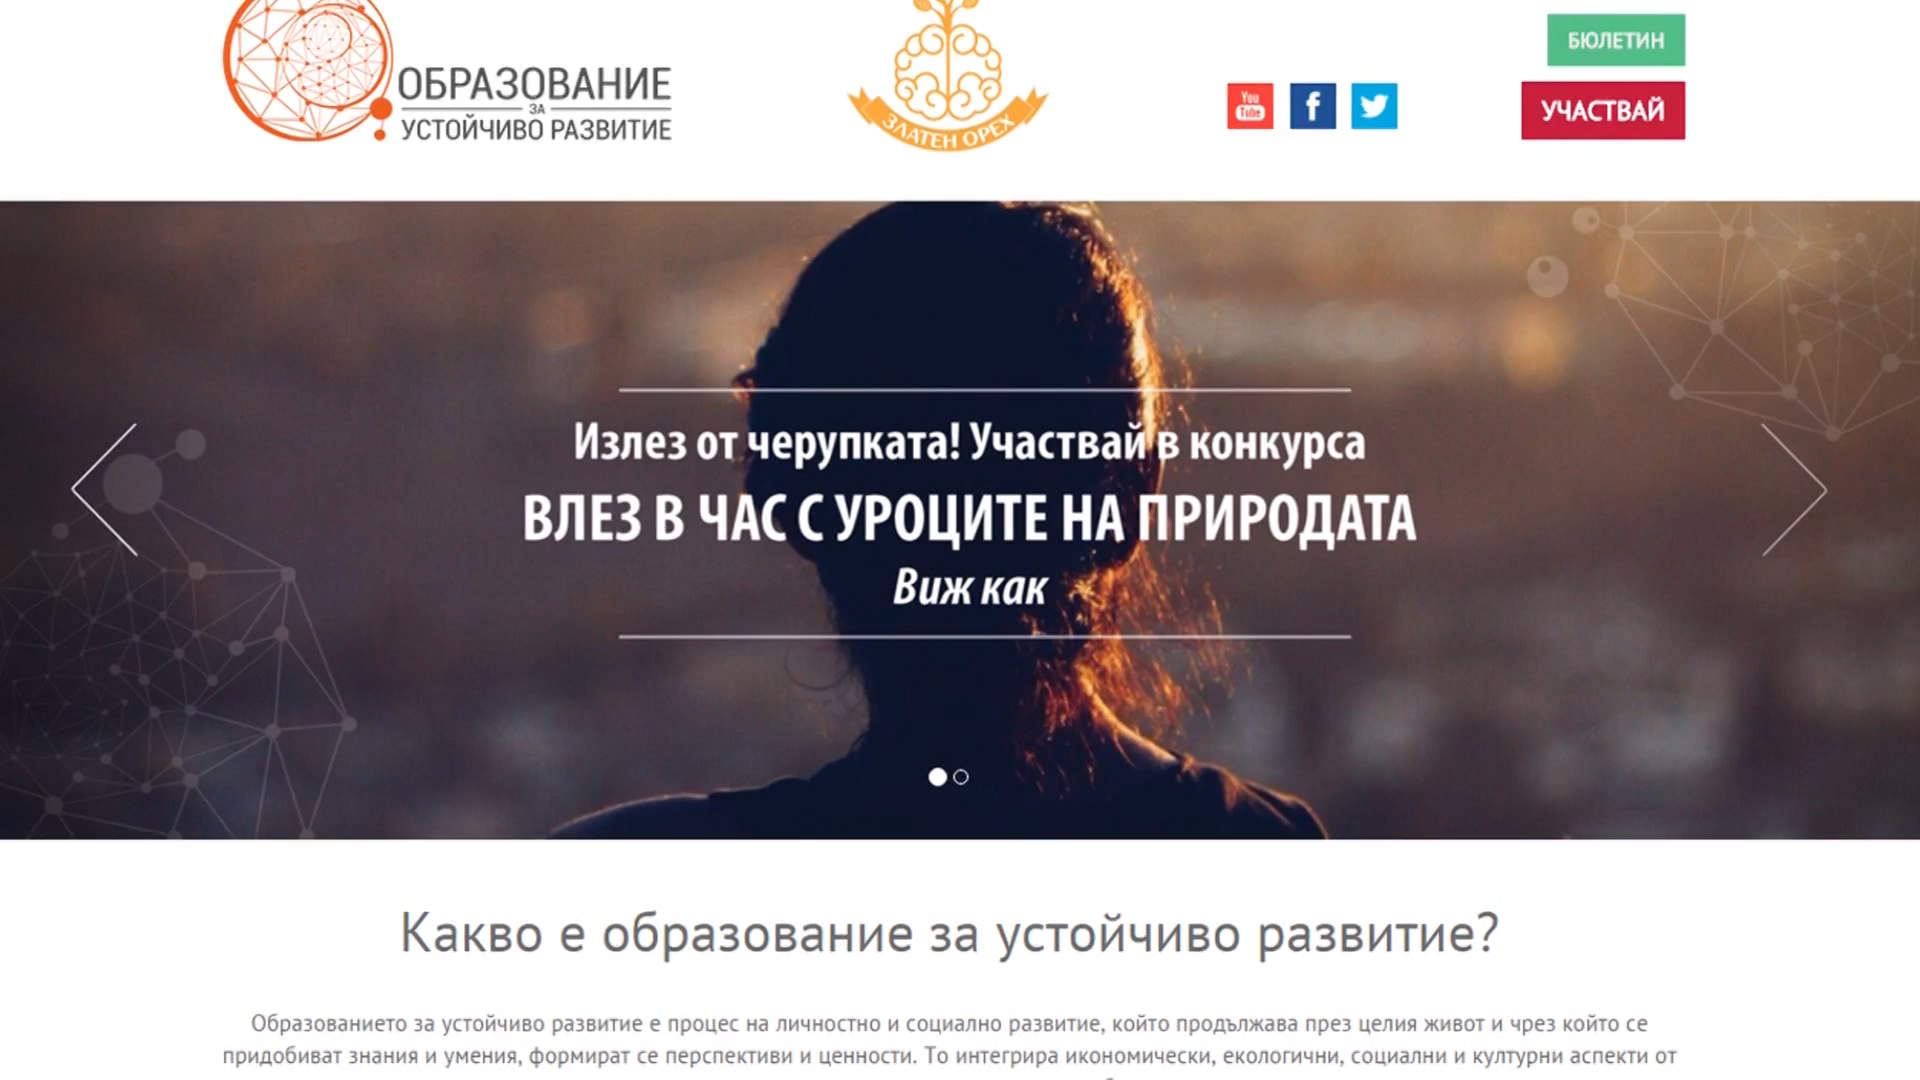 ОБРАЗОВАНИЕ
ЗА
УСТОЙЧИВО РАЗВИТИЕ
ЗЛАТЕН ОРЕХ
You
Tube
f
БЮЛЕТИН
УЧАСТВАЙ
Излез от черупката! Участвай в конкурса
ВЛЕЗ В ЧАС С УРОЦИТЕ НА ПРИРОДАТА
Виж как
Какво е образование за устойчиво развитие?
Образованието за устойчиво развитие е процес на личностно и социално развитие, който продължава през целия живот и чрез който се
придобиват знания и умения, формират се перспективи и ценности. То интегрира икономически, екологични, социални и културни аспекти от